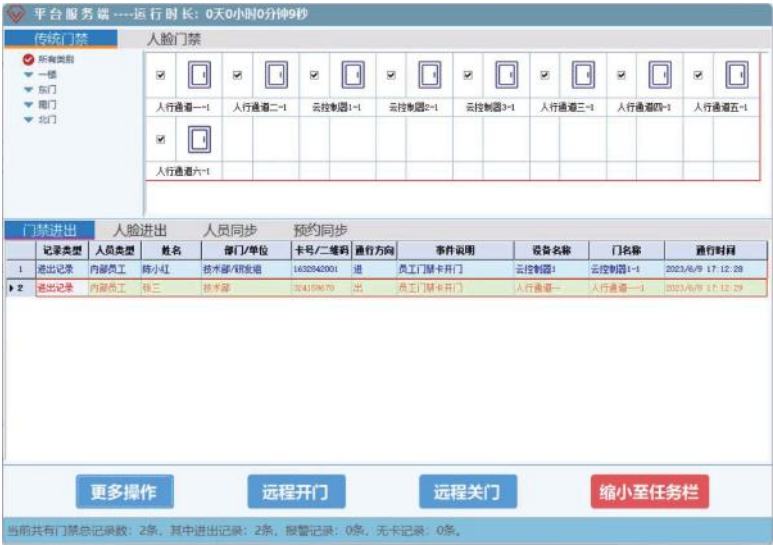 平台服务端----运行时长：0天0小时0分钟9秒
传统门禁 人脸门禁
所有类别
一楼
东门
南门
北门
人行通道一-1 人行通道二-1 云控制器1-1 云控制器2-1 云控制器3-1 人行通道三-1 人行通道四-1 人行通道五-1
人行通道六-1
门禁进出 人脸进出 人员同步 预约同步
记录类型 人员类型 姓名 部门/单位 卡号/二维码 通行方向 事件说明 设备名称 门名称 通行时间
1 进出记录 内部员工 陈小红 技术部/研发组 1632842001 进 员工门禁卡开门 云控制器1 云控制器1-1 2023/6/9 17:12:28
2 进出记录 内部员工 张三 技术部 324159670 出 员工门禁卡开门 人行通道一 人行通道一-1 2023/6/9 17:12:29
更多操作 远程开门 远程关门 缩小至任务栏
当前共有门禁总记录数：2条，其中进出记录：2条，报警记录：0条，无卡记录：0条。